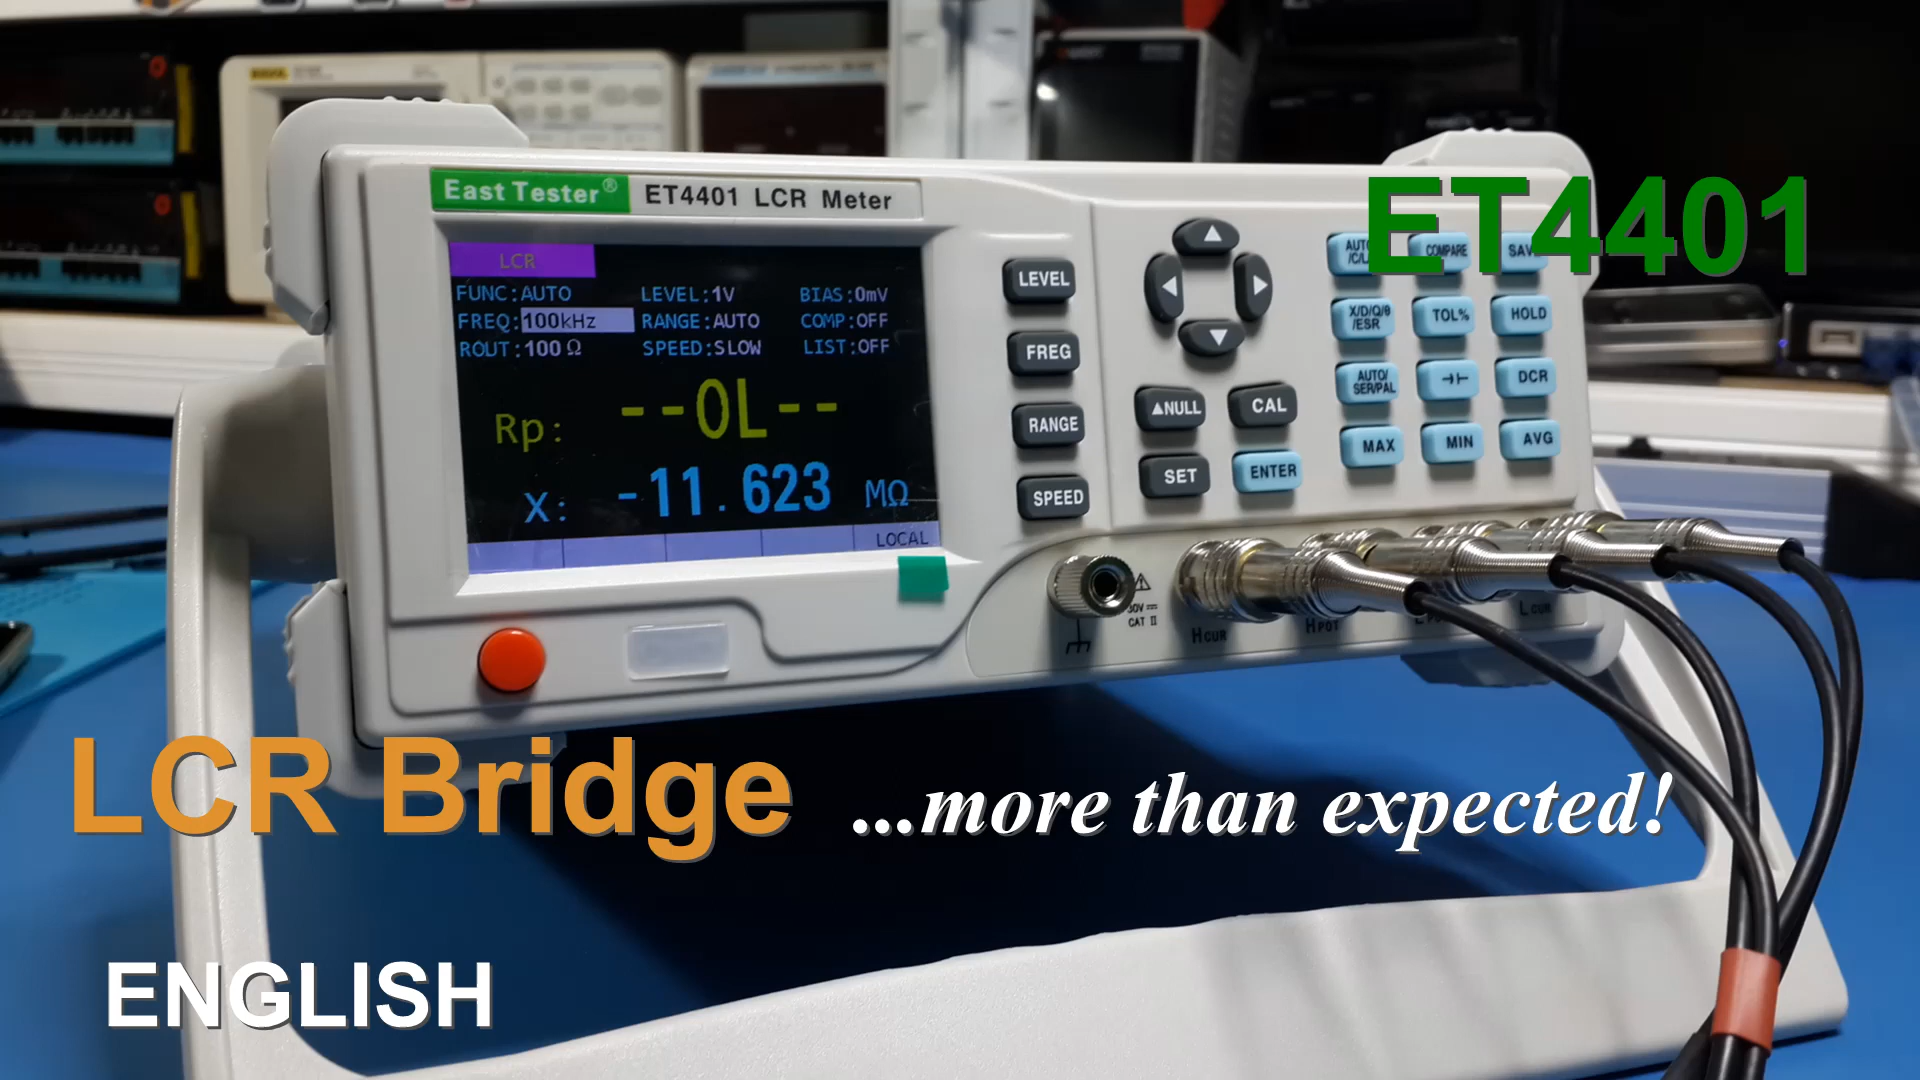 East Tester® ET4401 LCR Meter
LCR
FUNC:AUTO LEVEL:1V BIAS:0mV
FREQ:100kHz RANGE:AUTO COMP:OFF
ROUT:100Ω SPEED:SLOW LIST:OFF
Rp: --OL--
X: -11.623 MΩ
LOCAL
LEVEL
FREG
RANGE
SPEED
▲NULL CAL
SET ENTER
ET4401
COMPARE
X/D/Q/θ
/ESR
TOL% HOLD
AUTO/
SER/PAL
DCR
MAX MIN AVG
30V
CAT II
HCUR HPOT LCUR
LCR Bridge ...more than expected!
ENGLISH